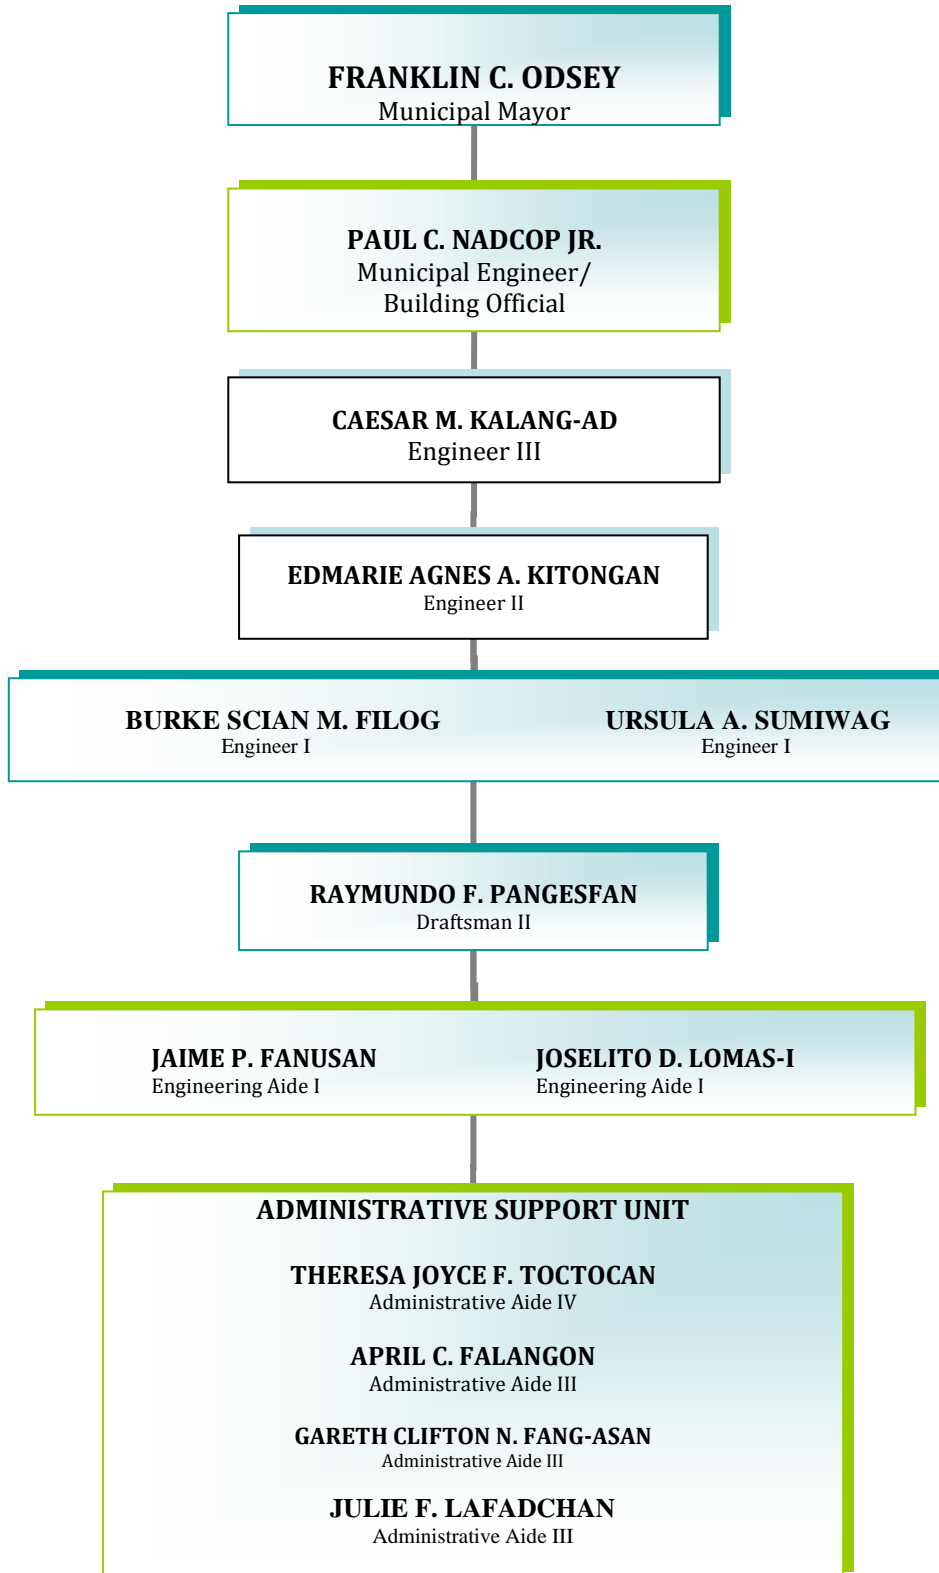 FRANKLIN C. ODSEY
Municipal Mayor
PAUL C. NADCOP JR.
Municipal Engineer/
Building Official
CAESAR M. KALANG-AD
Engineer III
EDMARIE AGNES A. KITONGAN
Engineer II
BURKE SCIAN M. FILOG
Engineer I
URSULA A. SUMIWAG
Engineer I
RAYMUNDO F. PANGESFAN
Draftsman II
JAIME P. FANUSAN
Engineering Aide I
JOSELITO D. LOMAS-I
Engineering Aide I
ADMINISTRATIVE SUPPORT UNIT
THERESA JOYCE F. TOCTOCAN
Administrative Aide IV
APRIL C. FALANGON
Administrative Aide III
GARETH CLIFTON N. FANG-ASAN
Administrative Aide III
JULIE F. LAFADCHAN
Administrative Aide III